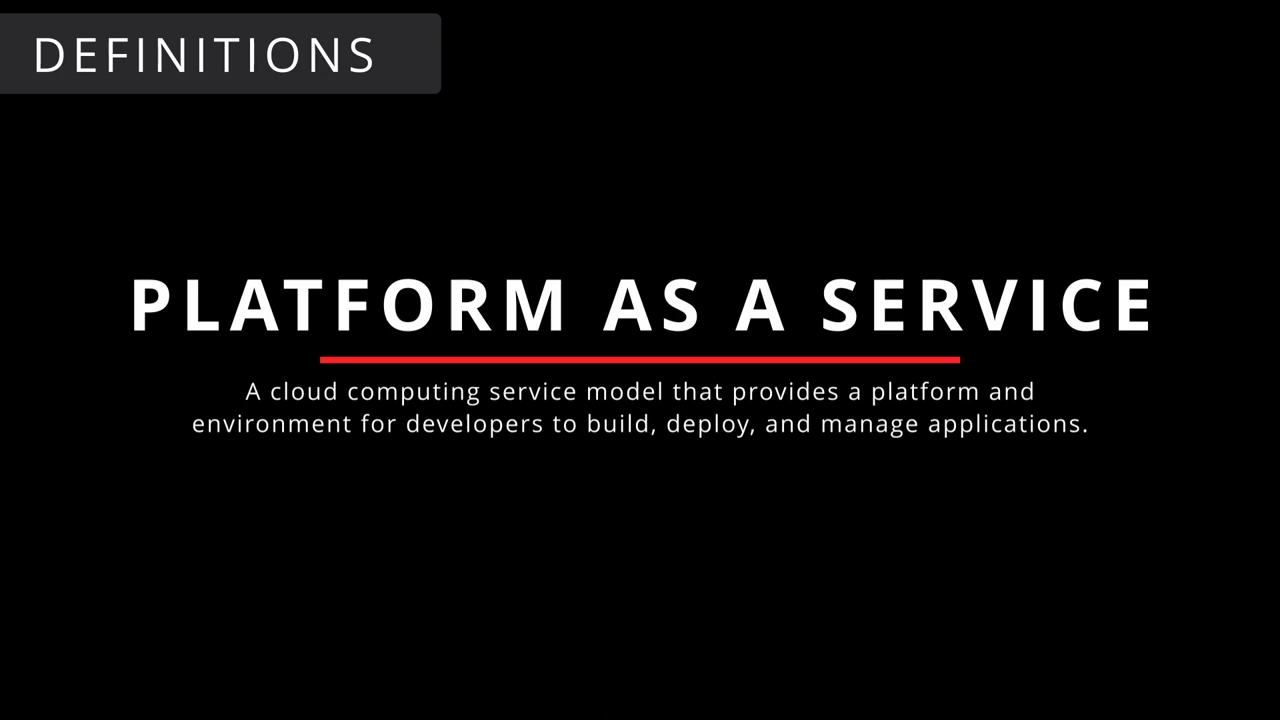 DEFINITIONS
PLATFORM AS A SERVICE
A cloud computing service model that provides a platform and
environment for developers to build, deploy, and manage applications.